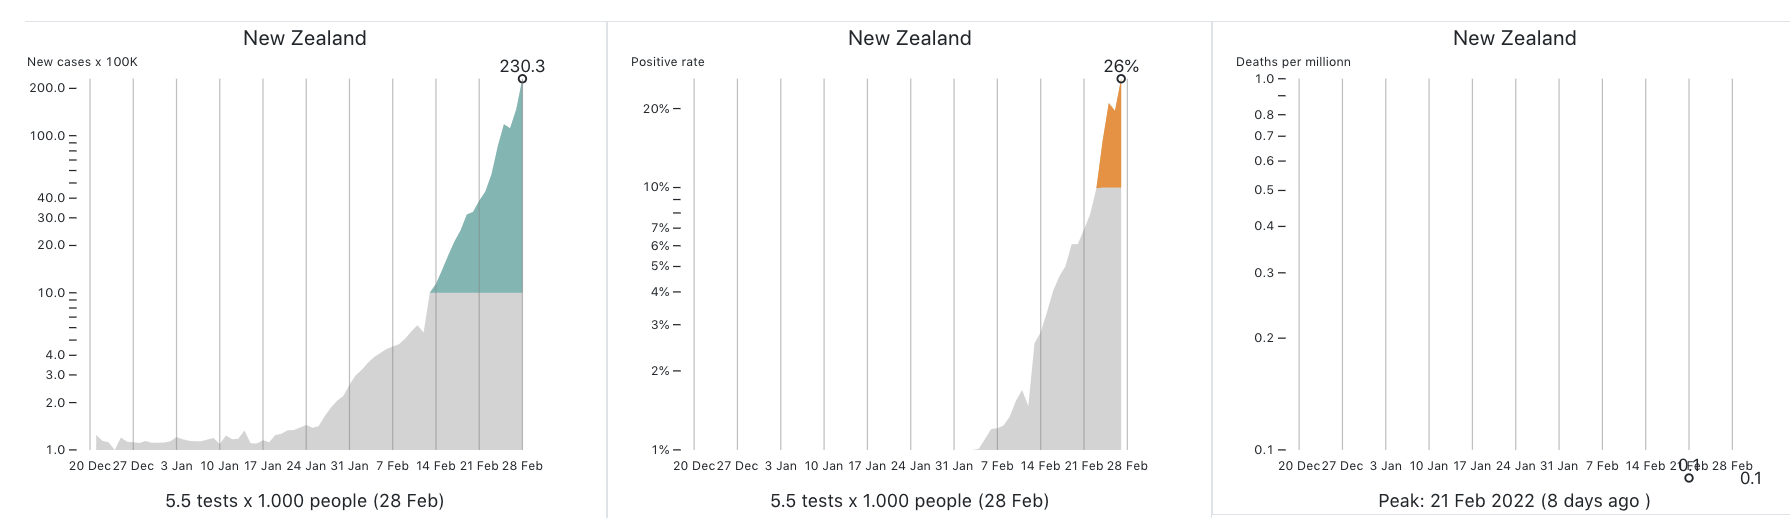 New Zealand
New cases x 100K
230.3
200.0
100.0
40.0
30.0
20.0
10.0
4.0
3.0
2.0
1.0
20 Dec 27 Dec 3 Jan 10 Jan 17 Jan 24 Jan 31 Jan 7 Feb 14 Feb 21 Feb 28 Feb
5.5 tests x 1.000 people (28 Feb)
New Zealand
Positive rate
26%
20%
10%
7%
6%
5%
4%
3%
2%
1%
20 Dec 27 Dec 3 Jan 10 Jan 17 Jan 24 Jan 31 Jan 7 Feb 14 Feb 21 Feb 28 Feb
5.5 tests x 1.000 people (28 Feb)
New Zealand
Deaths per millionn
1.0
0.8
0.7
0.6
0.5
0.4
0.3
0.2
0.1
20 Dec 27 Dec 3 Jan 10 Jan 17 Jan 24 Jan 31 Jan 7 Feb 14 Feb 21 Feb 28 Feb
0.1
0.1
Peak: 21 Feb 2022 (8 days ago )